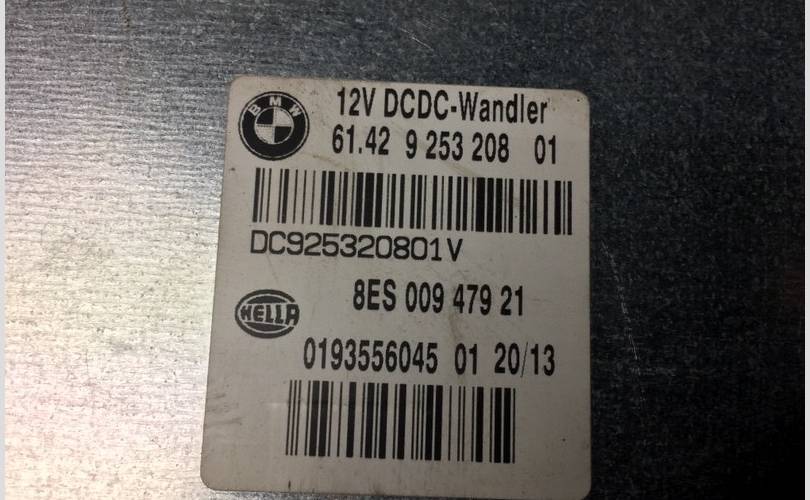 BMW
12V DCDC-Wandler
61.42 9 253 208 01
DC925320801V
8ES 009 479 21
HELLA
0193556045 01 20/13